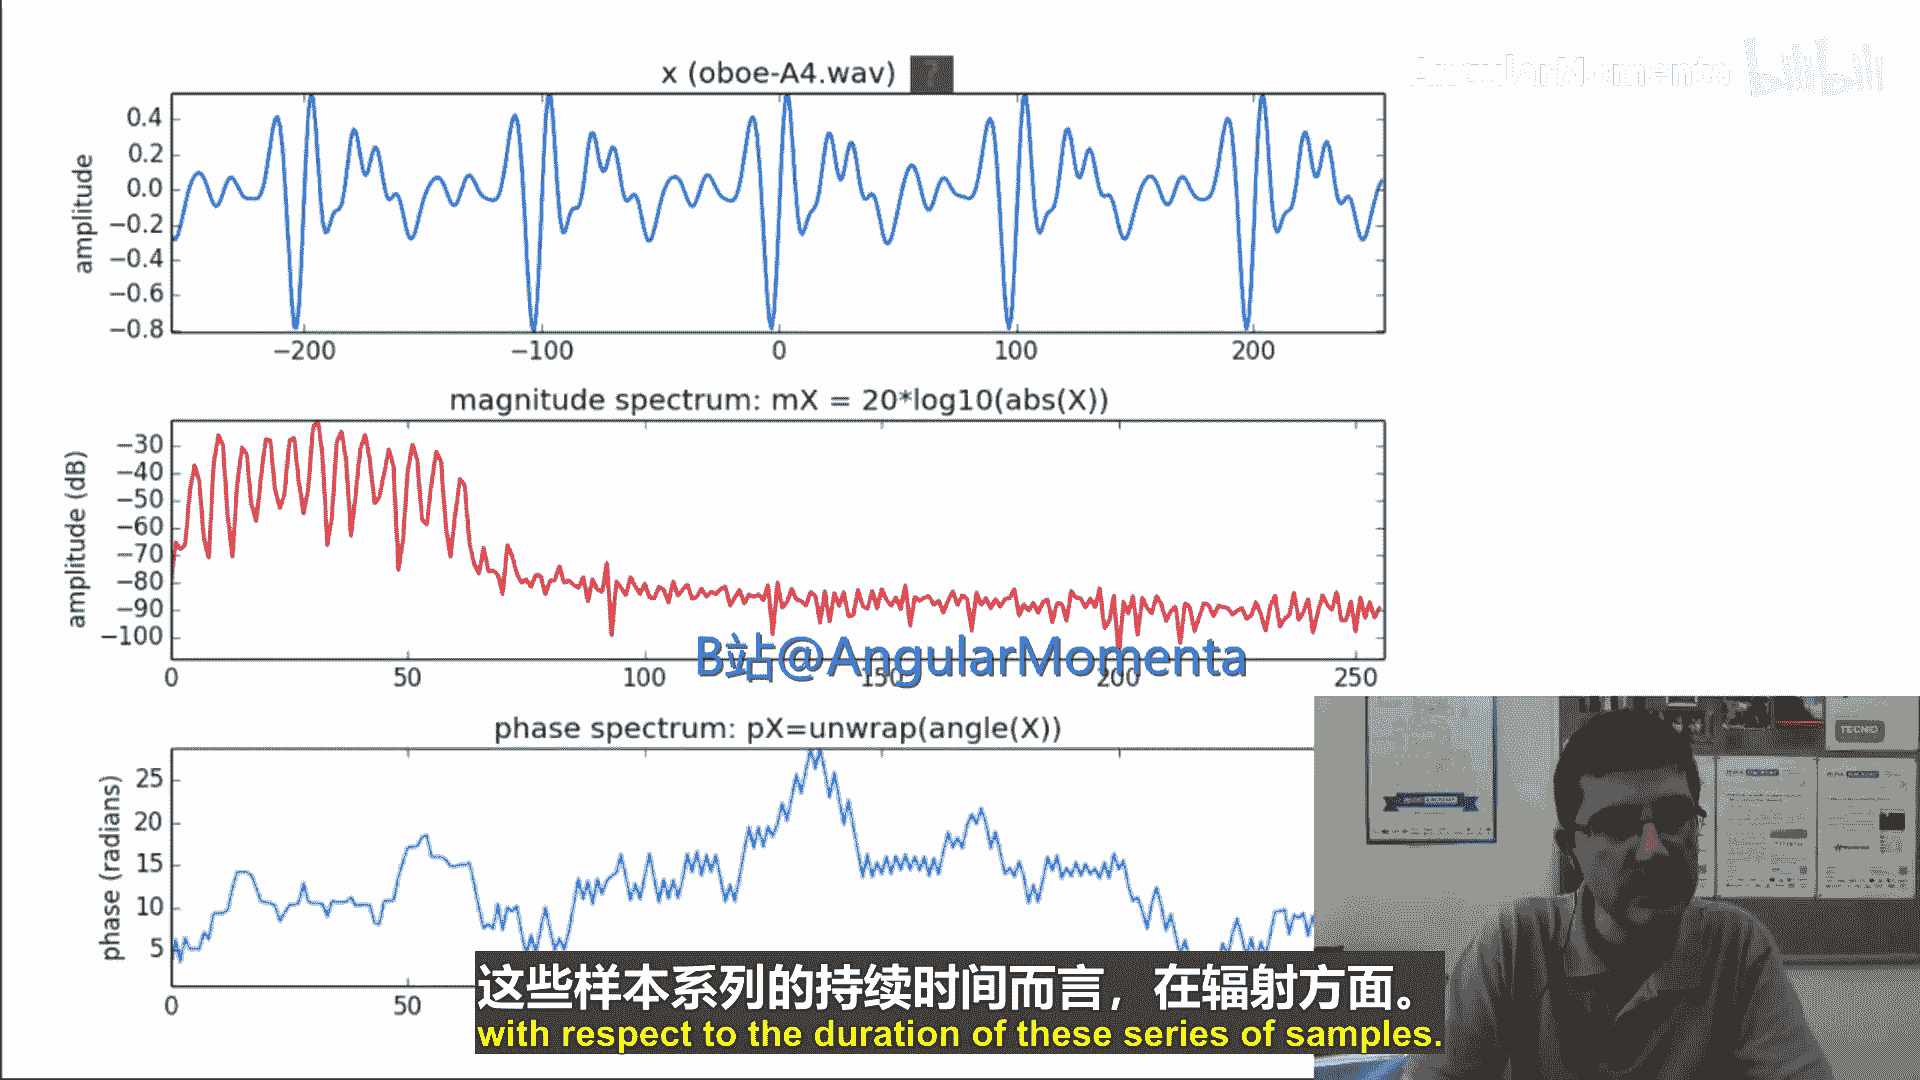 x (oboe-A4.wav)
AngularMomenta bilibili
0.4
0.2
0.0
−0.2
−0.4
−0.6
−0.8
amplitude
−200 −100 0 100 200
magnitude spectrum: mX = 20*log10(abs(X))
−30
−40
−50
−60
−70
−80
−90
−100
amplitude (dB)
B站@AngularMomenta
0 50 100 150 200 250
phase spectrum: pX=unwrap(angle(X))
25
20
15
10
5
phase (radians)
0 50
TECNIO
这些样本系列的持续时间而言，在辐射方面。
with respect to the duration of these series of samples.